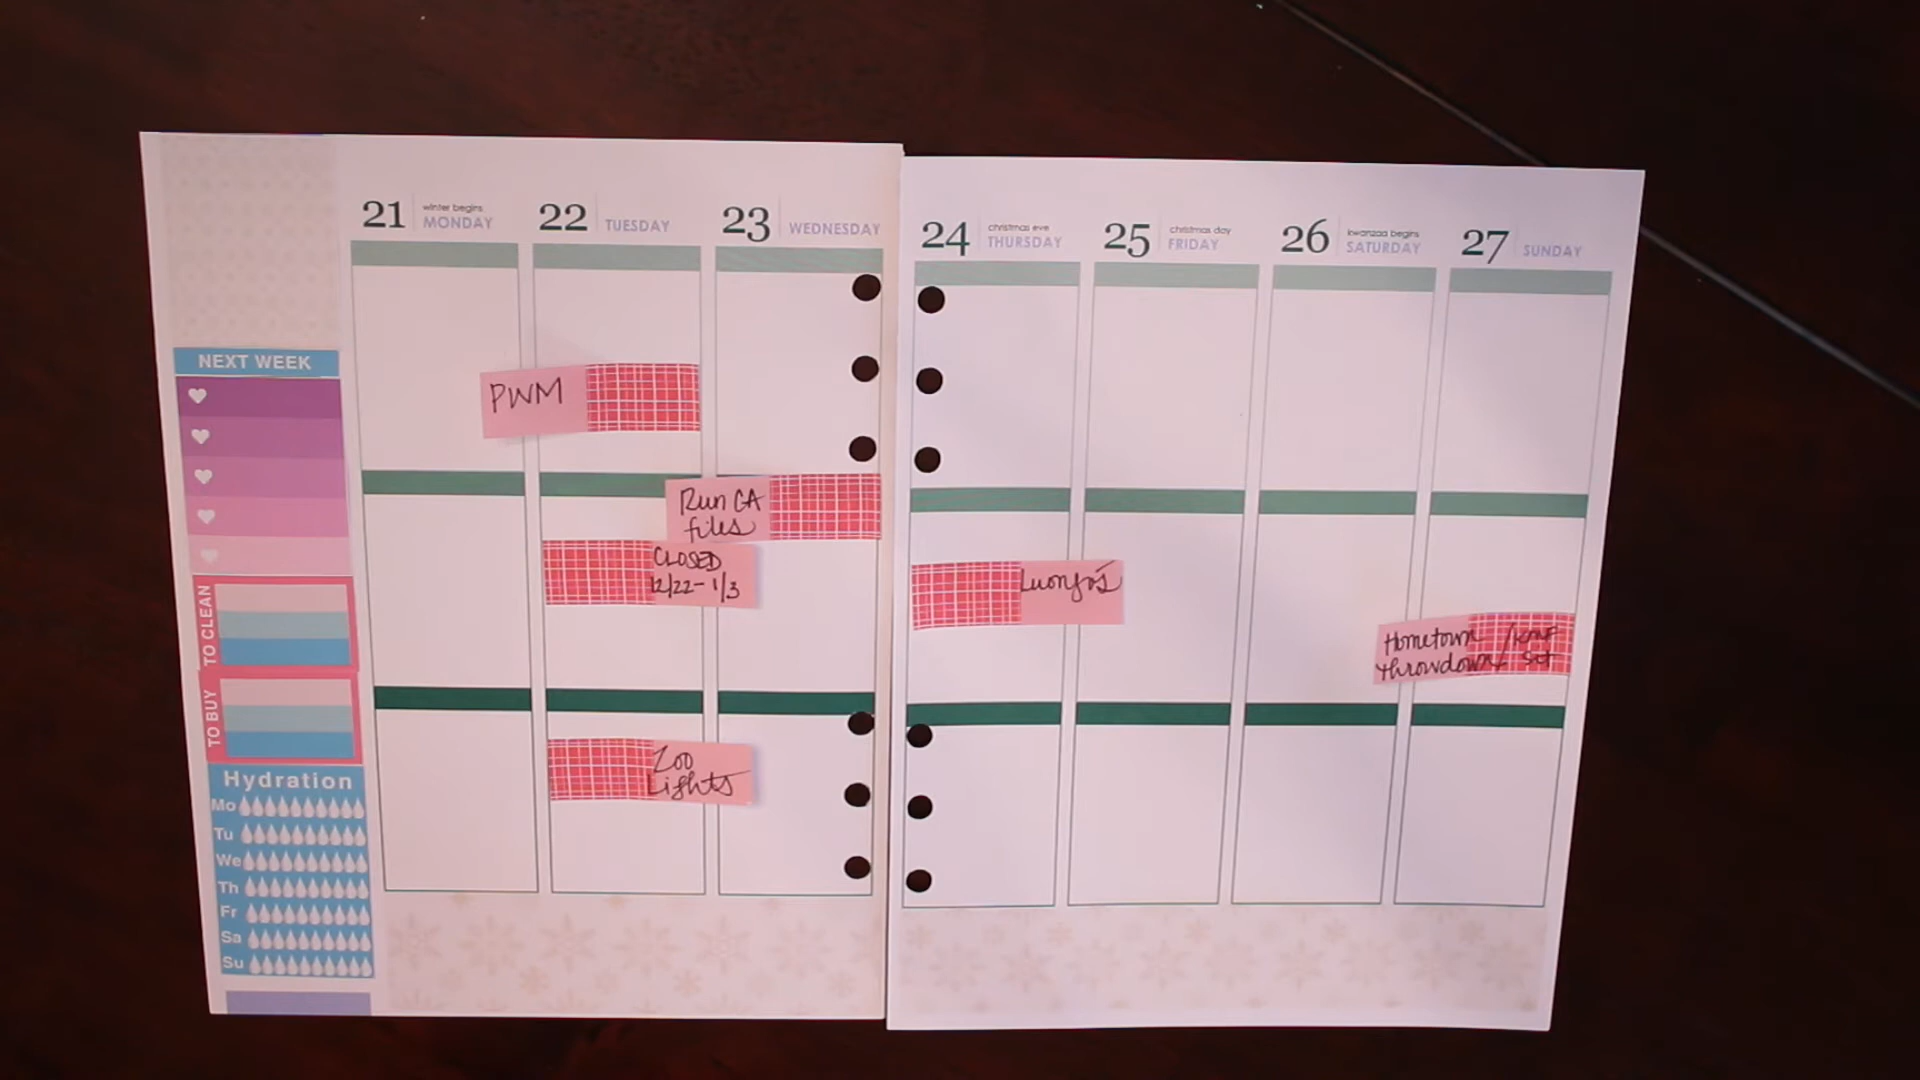 21 winter begins MONDAY
22 TUESDAY
23 WEDNESDAY
24 christmas eve THURSDAY
25 christmas day FRIDAY
26 kwanzaa begins SATURDAY
27 SUNDAY
NEXT WEEK
TO CLEAN
TO BUY
Hydration
Mo
Tu
We
Th
Fr
Sa
Su
PWM
Run GA
files
CLOSED
12/22-1/3
Zoo
Lights
Hometown
throwdown/
Set